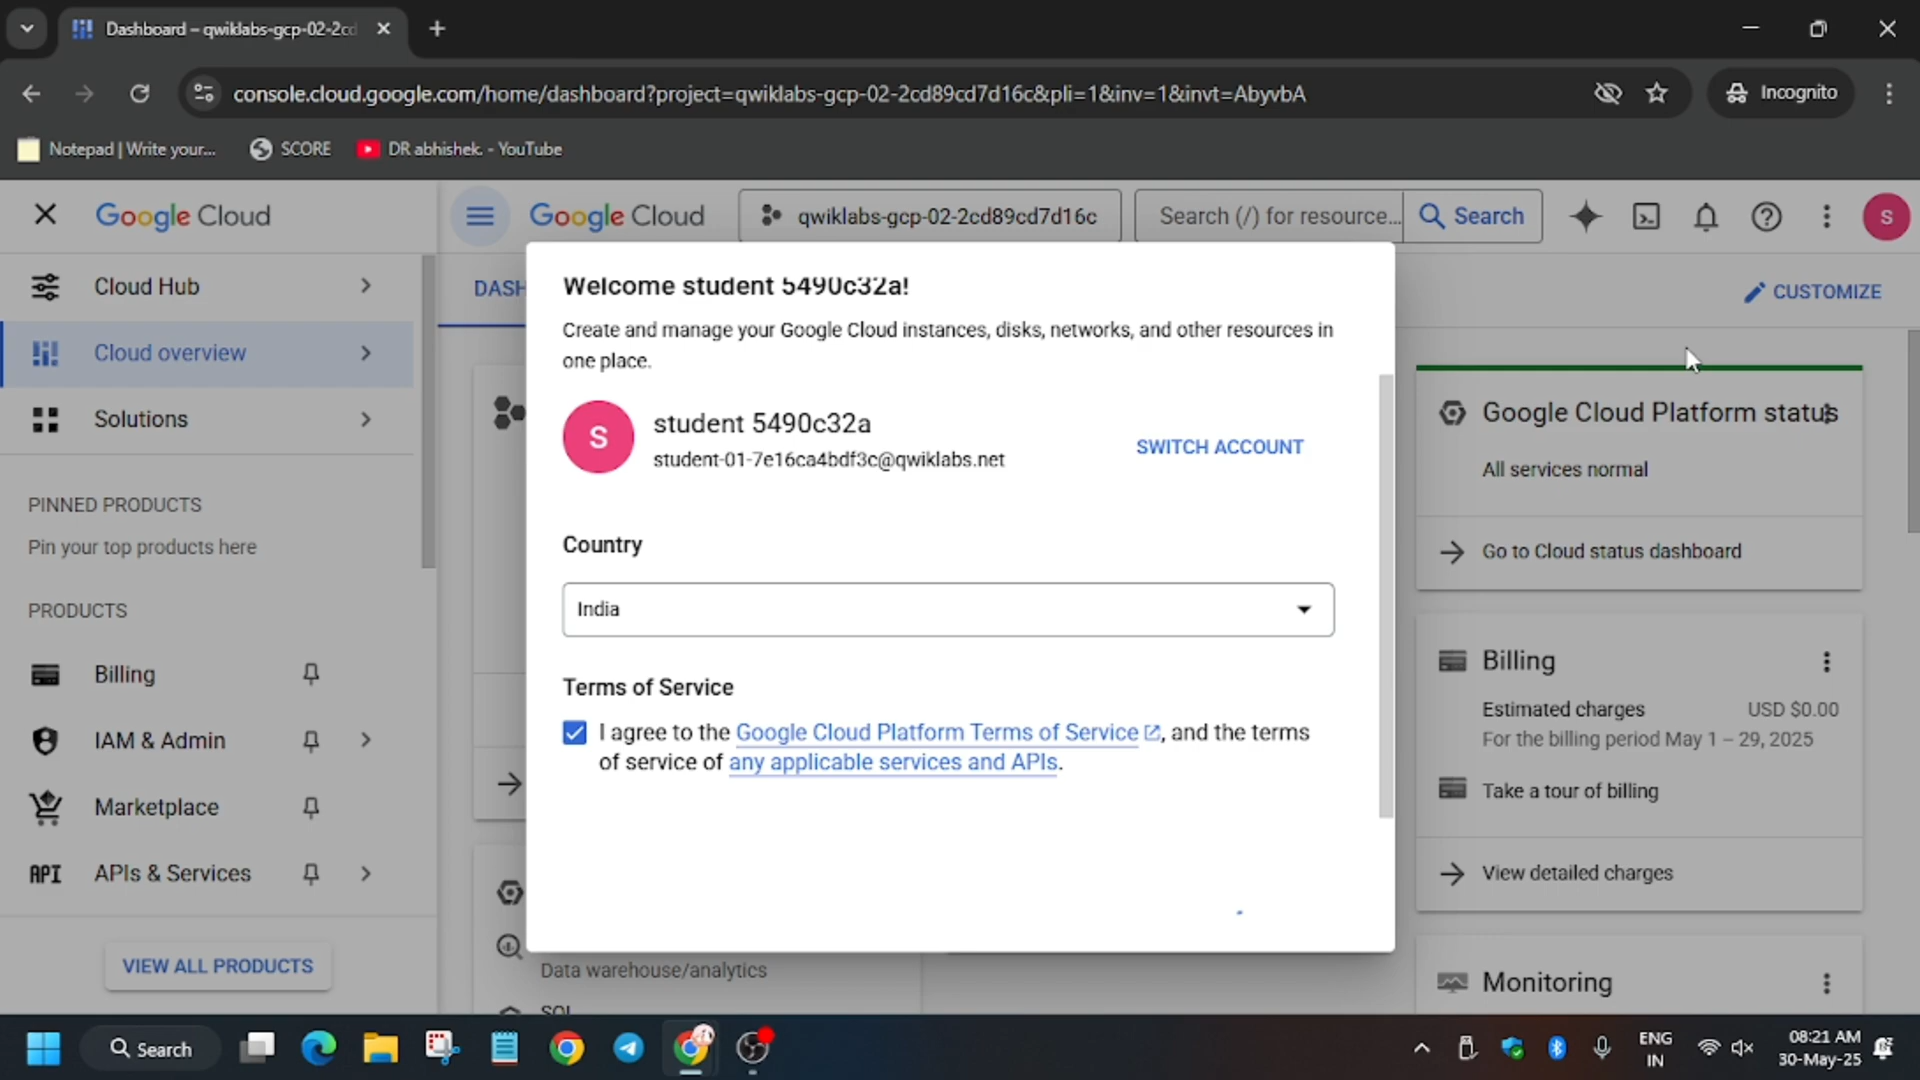 Dashboard – qwiklabs-gcp-02-2cd
console.cloud.google.com/home/dashboard?project=qwiklabs-gcp-02-2cd89cd7d16c&pli=1&inv=1&invt=AbyvbA
Incognito
Notepad | Write your...
SCORE
DR abhishek. - YouTube
Google Cloud
Google Cloud
qwiklabs-gcp-02-2cd89cd7d16c
Search (/) for resource...
Search
S
Cloud Hub
Cloud overview
Solutions
PINNED PRODUCTS
Pin your top products here
PRODUCTS
Billing
IAM & Admin
Marketplace
API APIs & Services
VIEW ALL PRODUCTS
DASH
CUSTOMIZE
Welcome student 5490c32a!
Create and manage your Google Cloud instances, disks, networks, and other resources in
one place.
S
student 5490c32a
student-01-7e16ca4bdf3c@qwiklabs.net
SWITCH ACCOUNT
Country
India
Terms of Service
I agree to the Google Cloud Platform Terms of Service, and the terms
of service of any applicable services and APIs.
Data warehouse/analytics
SQL
Google Cloud Platform status
All services normal
Go to Cloud status dashboard
Billing
Estimated charges USD $0.00
For the billing period May 1 – 29, 2025
Take a tour of billing
View detailed charges
Monitoring
Search
ENG
IN
08:21 AM
30-May-25